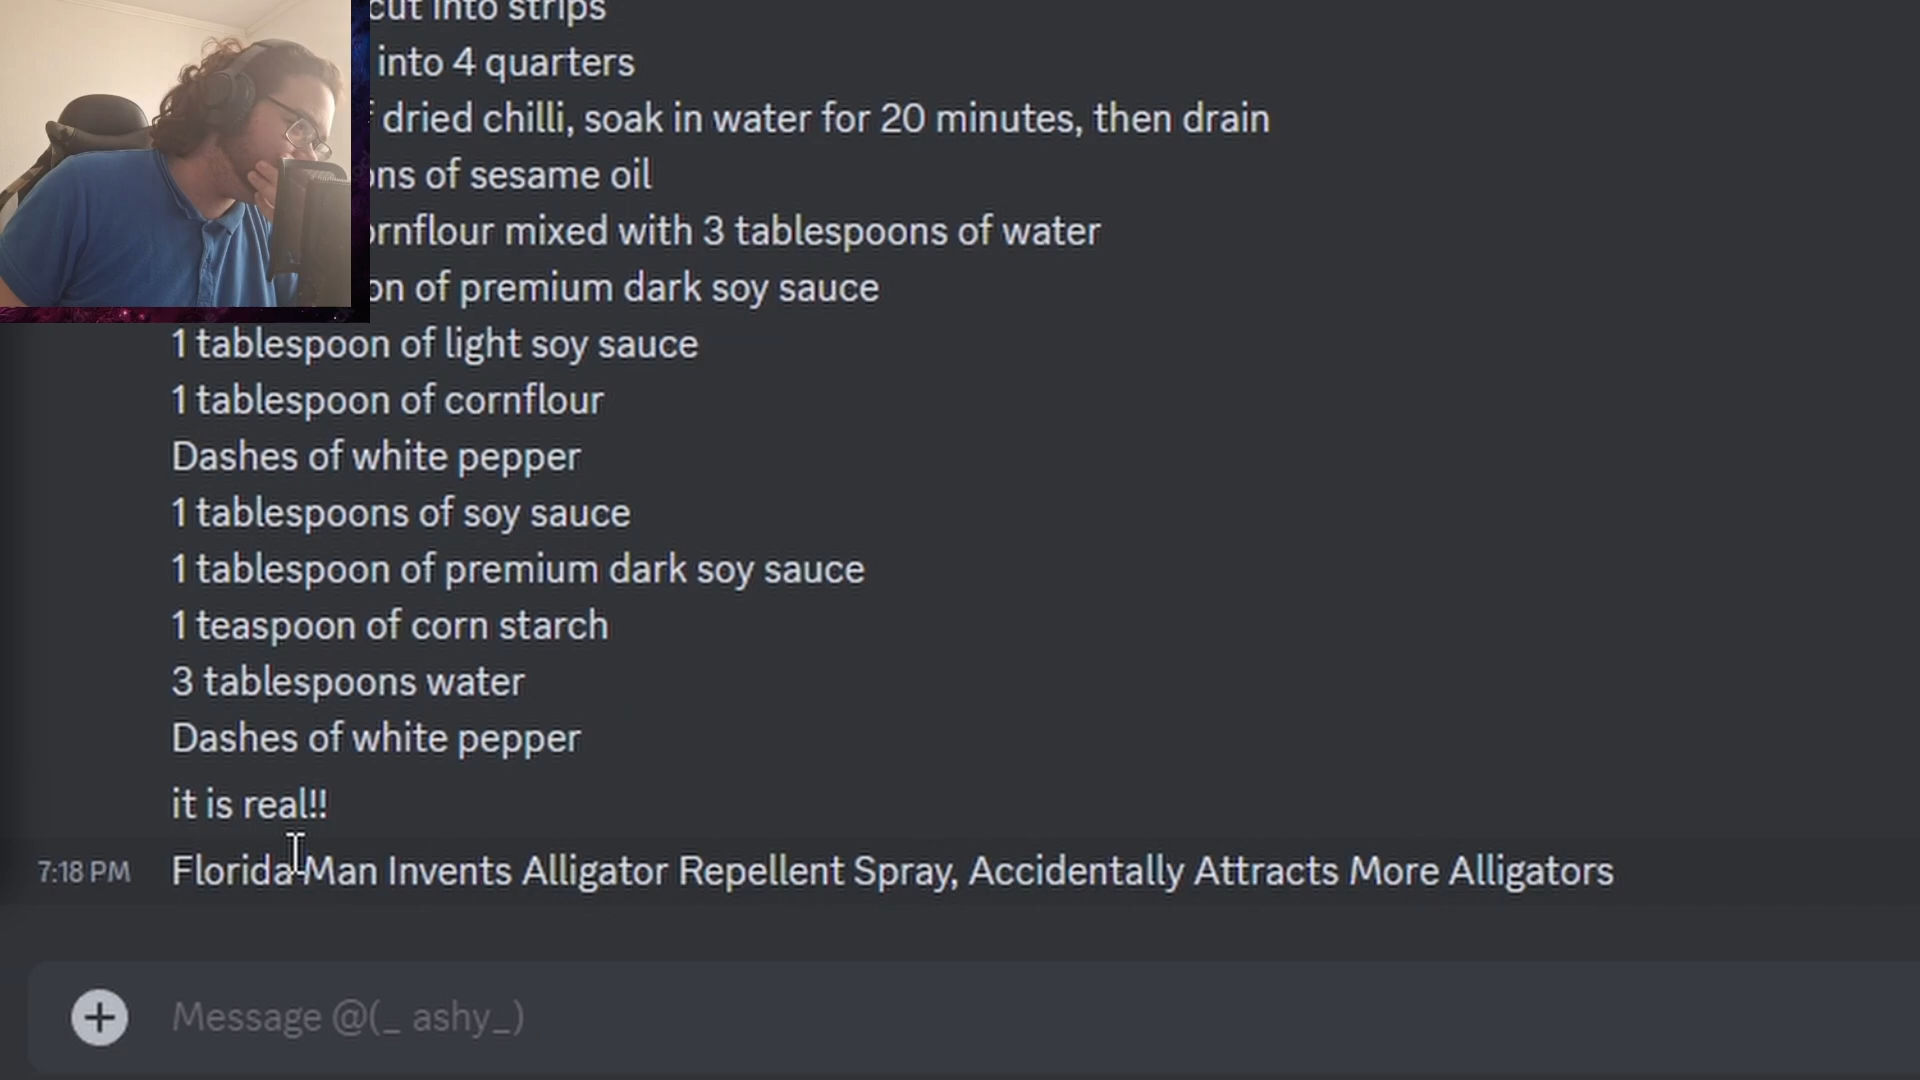 cut into strips
into 4 quarters
dried chilli, soak in water for 20 minutes, then drain
of sesame oil
mixed with 3 tablespoons of water
of premium dark soy sauce
1 tablespoon of light soy sauce
1 tablespoon of cornflour
Dashes of white pepper
1 tablespoons of soy sauce
1 tablespoon of premium dark soy sauce
1 teaspoon of corn starch
3 tablespoons water
Dashes of white pepper
it is real!!
7:18 PM Florida Man Invents Alligator Repellent Spray, Accidentally Attracts More Alligators
Message @(_ ashy_)